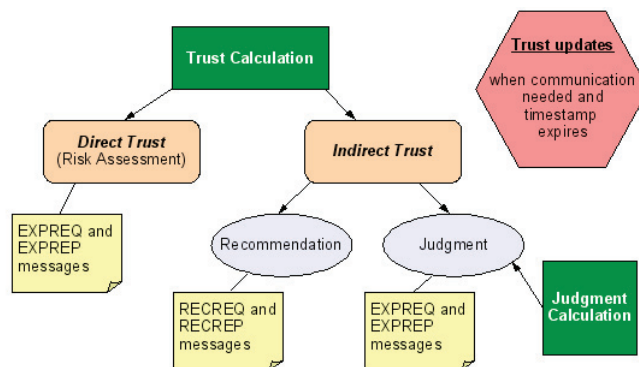 Trust Calculation
Trust updates
when communication
needed and
timestamp
expires
Direct Trust
(Risk Assessment)
Indirect Trust
EXPREQ and
EXPREP
messages
Recommendation
Judgment
RECREQ and
RECREP
messages
EXPREQ and
EXPREP
messages
Judgment
Calculation